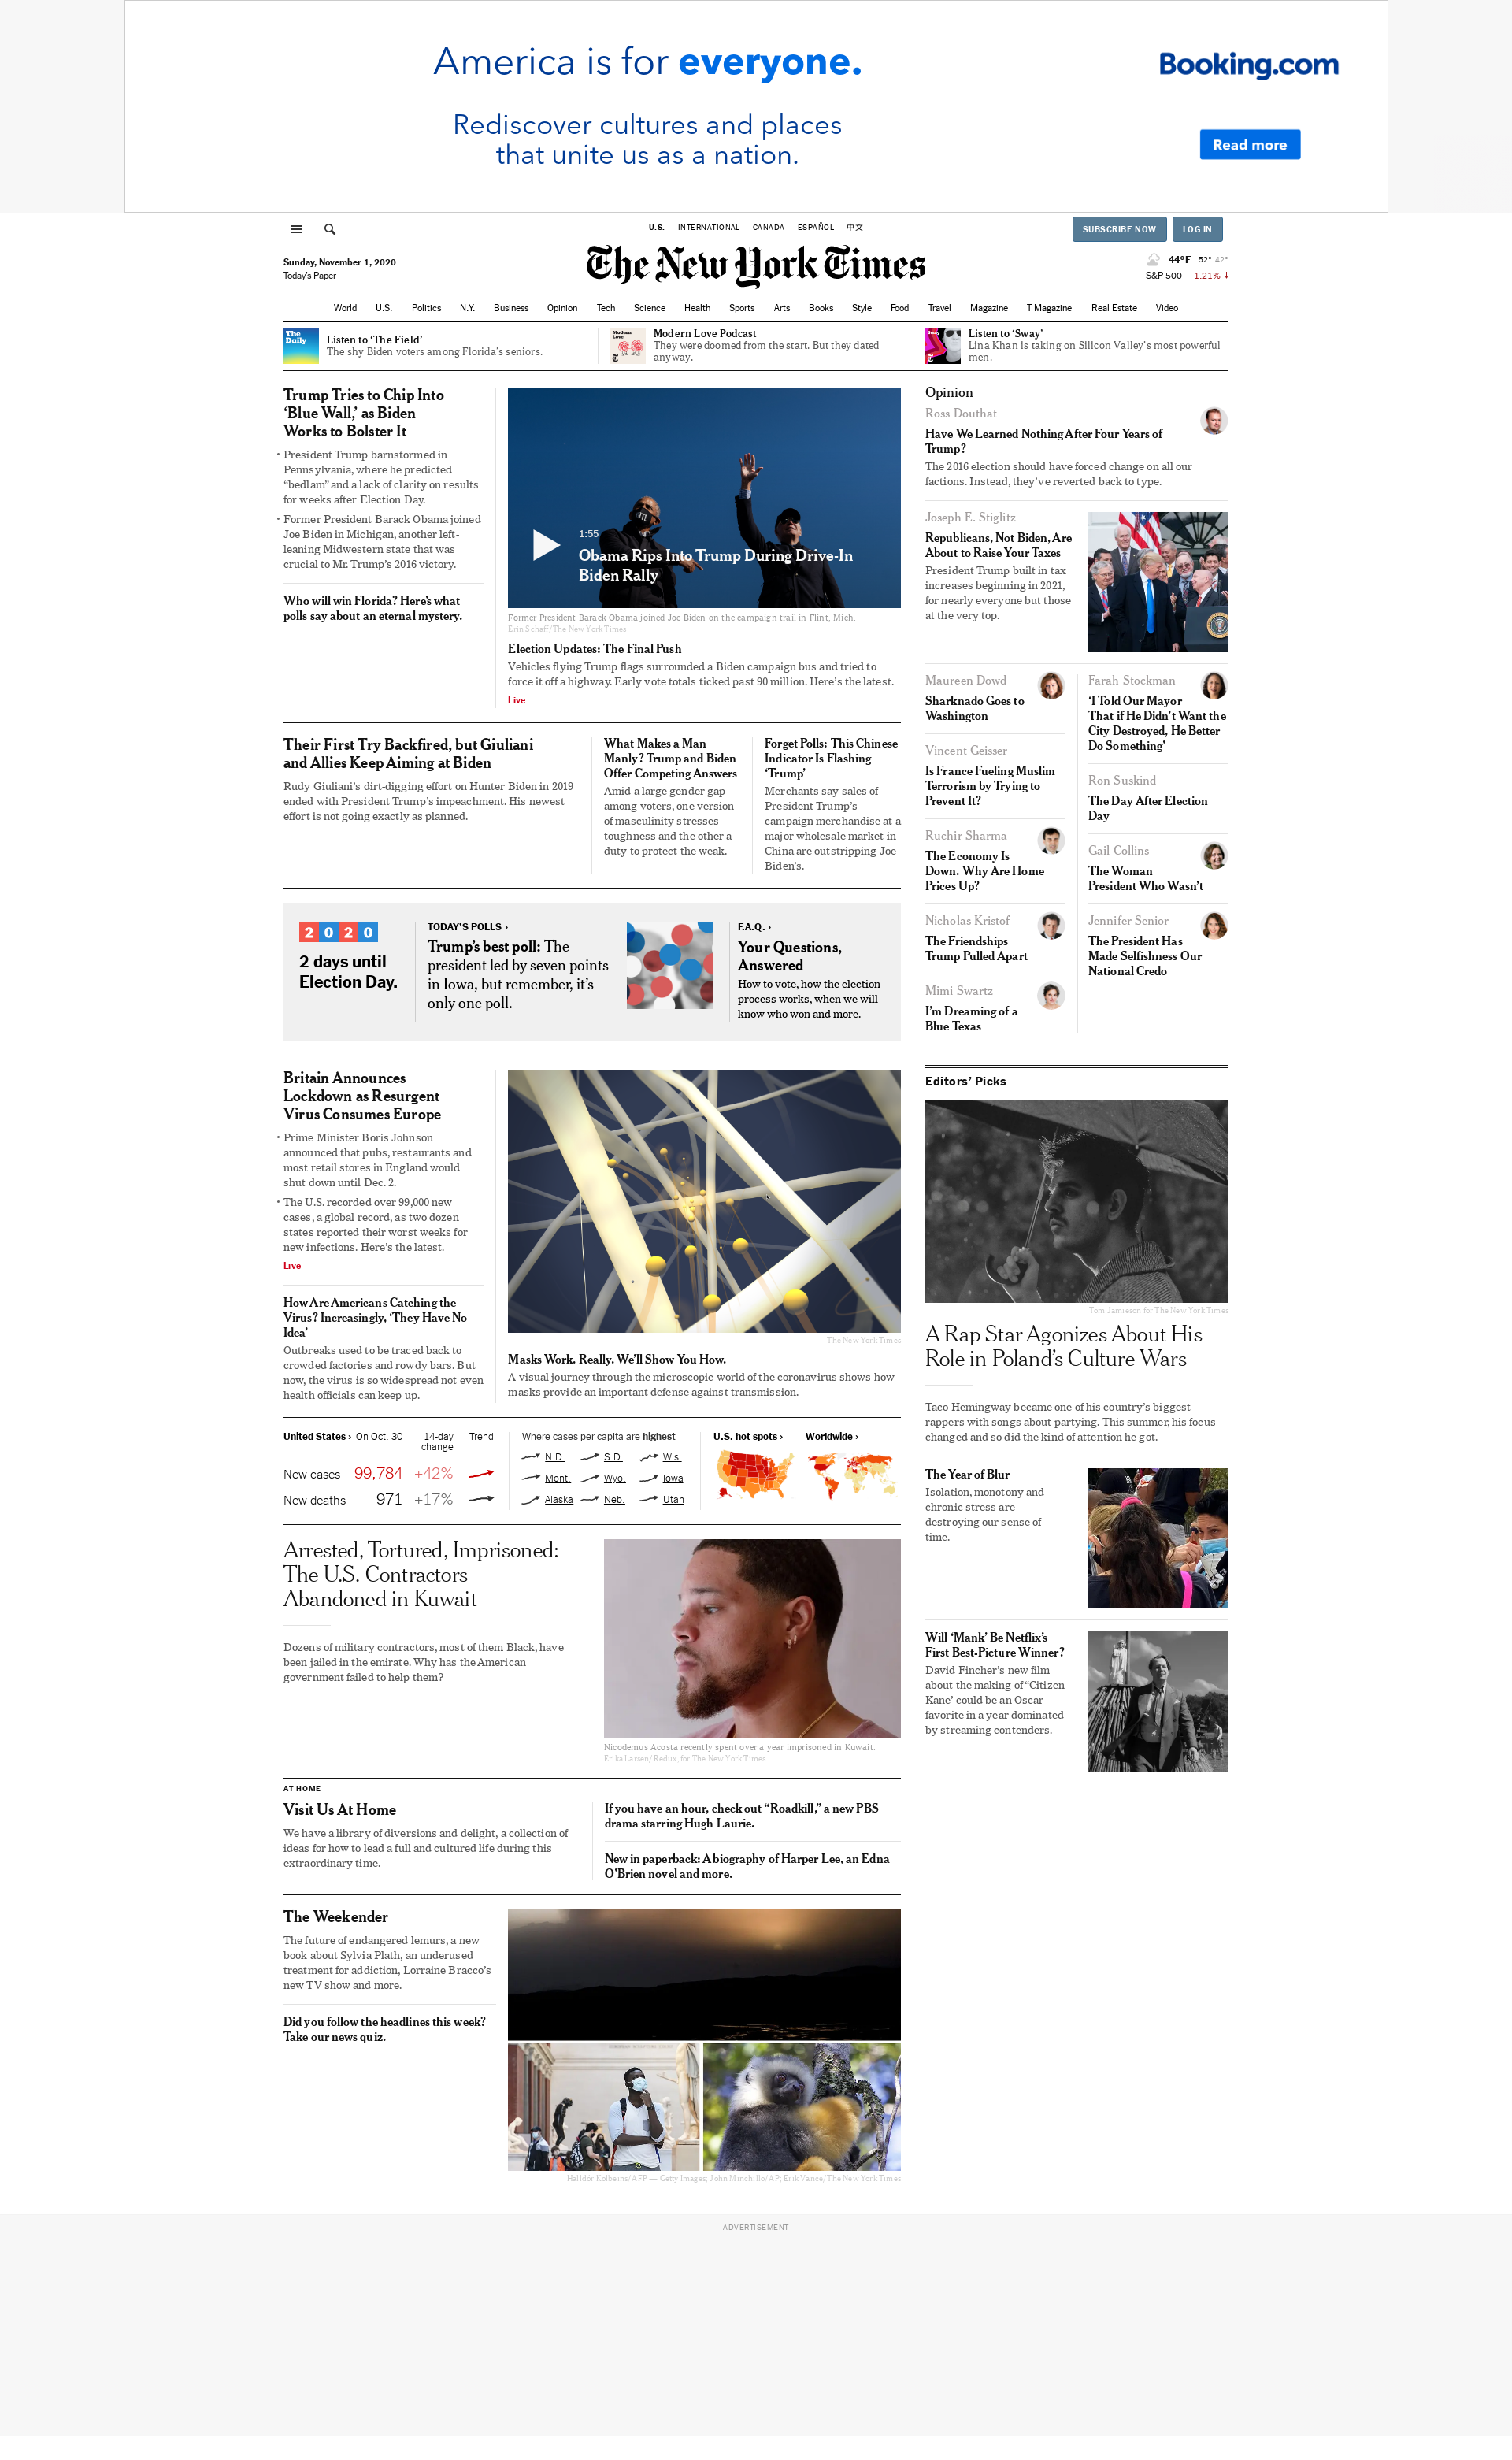 America is for everyone.
Booking.com
Rediscover cultures and places
that unite us as a nation.
Read more
U.S. INTERNATIONAL CANADA ESPAÑOL 中文
SUBSCRIBE NOW LOG IN
The New York Times
Sunday, November 1, 2020
Today's Paper
44°F 52° 42°
S&P 500 -1.21%
World U.S. Politics N.Y. Business Opinion Tech Science Health Sports Arts Books Style Food Travel Magazine T Magazine Real Estate Video
The
Daily
Listen to ‘The Field’
The shy Biden voters among Florida’s seniors.
Modern
Love
Modern Love Podcast
They were doomed from the start. But they dated
anyway.
Sway
Listen to ‘Sway’
Lina Khan is taking on Silicon Valley’s most powerful
men.
Trump Tries to Chip Into
‘Blue Wall,’ as Biden
Works to Bolster It
• President Trump barnstormed in
Pennsylvania, where he predicted
“bedlam” and a lack of clarity on results
for weeks after Election Day.
• Former President Barack Obama joined
Joe Biden in Michigan, another left-
leaning Midwestern state that was
crucial to Mr. Trump’s 2016 victory.
Who will win Florida? Here’s what
polls say about an eternal mystery.
1:55
Obama Rips Into Trump During Drive-In
Biden Rally
Former President Barack Obama joined Joe Biden on the campaign trail in Flint, Mich.
Erin Schaff/The New York Times
Election Updates: The Final Push
Vehicles flying Trump flags surrounded a Biden campaign bus and tried to
force it off a highway. Early vote totals ticked past 90 million. Here’s the latest.
Live
Their First Try Backfired, but Giuliani
and Allies Keep Aiming at Biden
Rudy Giuliani’s dirt-digging effort on Hunter Biden in 2019
ended with President Trump’s impeachment. His newest
effort is not going exactly as planned.
What Makes a Man
Manly? Trump and Biden
Offer Competing Answers
Amid a large gender gap
among voters, one version
of masculinity stresses
toughness and the other a
duty to protect the weak.
Forget Polls: This Chinese
Indicator Is Flashing
‘Trump’
Merchants say sales of
President Trump’s
campaign merchandise at a
major wholesale market in
China are outstripping Joe
Biden’s.
2020
2 days until
Election Day.
TODAY’S POLLS ›
Trump’s best poll: The
president led by seven points
in Iowa, but remember, it’s
only one poll.
F.A.Q. ›
Your Questions,
Answered
How to vote, how the election
process works, when we will
know who won and more.
Britain Announces
Lockdown as Resurgent
Virus Consumes Europe
• Prime Minister Boris Johnson
announced that pubs, restaurants and
most retail stores in England would
shut down until Dec. 2.
• The U.S. recorded over 99,000 new
cases, a global record, as two dozen
states reported their worst weeks for
new infections. Here’s the latest.
Live
How Are Americans Catching the
Virus? Increasingly, ‘They Have No
Idea’
Outbreaks used to be traced back to
crowded factories and rowdy bars. But
now, the virus is so widespread not even
health officials can keep up.
The New York Times
Masks Work. Really. We’ll Show You How.
A visual journey through the microscopic world of the coronavirus shows how
masks provide an important defense against transmission.
United States › On Oct. 30 14-day
change Trend
New cases 99,784 +42%
New deaths 971 +17%
Where cases per capita are highest
N.D. S.D. Wis.
Mont. Wyo. Iowa
Alaska Neb. Utah
U.S. hot spots › Worldwide ›
Arrested, Tortured, Imprisoned:
The U.S. Contractors
Abandoned in Kuwait
Dozens of military contractors, most of them Black, have
been jailed in the emirate. Why has the American
government failed to help them?
Nicodemus Acosta recently spent over a year imprisoned in Kuwait.
Erika Larsen/Redux, for The New York Times
AT HOME
Visit Us At Home
We have a library of diversions and delight, a collection of
ideas for how to lead a full and cultured life during this
extraordinary time.
If you have an hour, check out “Roadkill,” a new PBS
drama starring Hugh Laurie.
New in paperback: A biography of Harper Lee, an Edna
O’Brien novel and more.
The Weekender
The future of endangered lemurs, a new
book about Sylvia Plath, an underused
treatment for addiction, Lorraine Bracco’s
new TV show and more.
Did you follow the headlines this week?
Take our news quiz.
Halldor Kolbeins/AFP — Getty Images; John Minchillo/AP; Erik Vance/The New York Times
Opinion
Ross Douthat
Have We Learned Nothing After Four Years of
Trump?
The 2016 election should have forced change on all our
factions. Instead, they’ve reverted back to type.
Joseph E. Stiglitz
Republicans, Not Biden, Are
About to Raise Your Taxes
President Trump built in tax
increases beginning in 2021,
for nearly everyone but those
at the very top.
Maureen Dowd
Sharknado Goes to
Washington
Vincent Geisser
Is France Fueling Muslim
Terrorism by Trying to
Prevent It?
Ruchir Sharma
The Economy Is
Down. Why Are Home
Prices Up?
Nicholas Kristof
The Friendships
Trump Pulled Apart
Mimi Swartz
I’m Dreaming of a
Blue Texas
Farah Stockman
‘I Told Our Mayor
That if He Didn’t Want the
City Destroyed, He Better
Do Something’
Ron Suskind
The Day After Election
Day
Gail Collins
The Woman
President Who Wasn’t
Jennifer Senior
The President Has
Made Selfishness Our
National Credo
Editors’ Picks
Tom Jamieson for The New York Times
A Rap Star Agonizes About His
Role in Poland’s Culture Wars
Taco Hemingway became one of his country’s biggest
rappers with songs about partying. This summer, his focus
changed and so did the kind of attention he got.
The Year of Blur
Isolation, monotony and
chronic stress are
destroying our sense of
time.
Will ‘Mank’ Be Netflix’s
First Best-Picture Winner?
David Fincher’s new film
about the making of “Citizen
Kane’ could be an Oscar
favorite in a year dominated
by streaming contenders.
ADVERTISEMENT